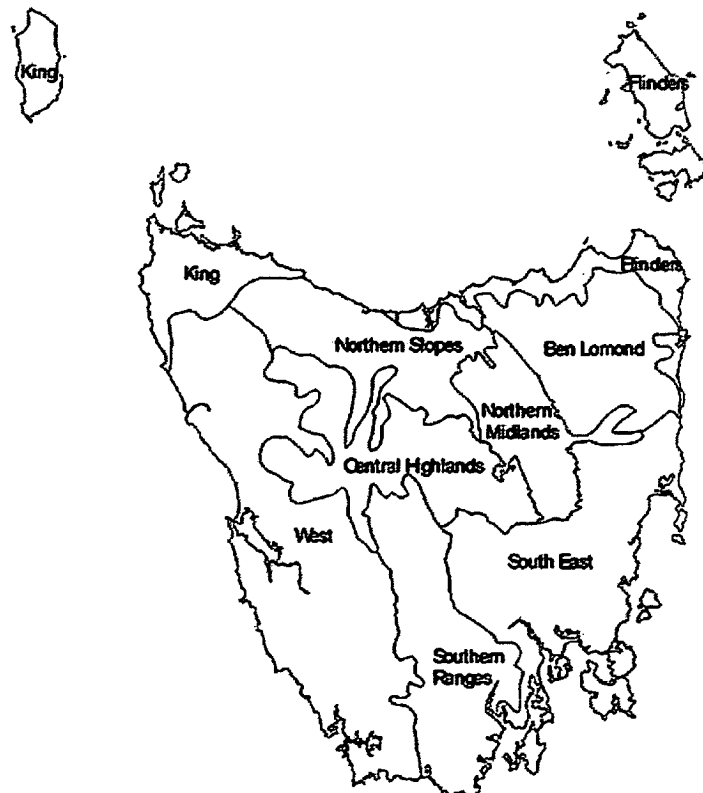 King
Flinders
King
Flinders
Northern Slopes
Ben Lomond
Northern
Midlands
Central Highlands
West
South East
Southern
Ranges